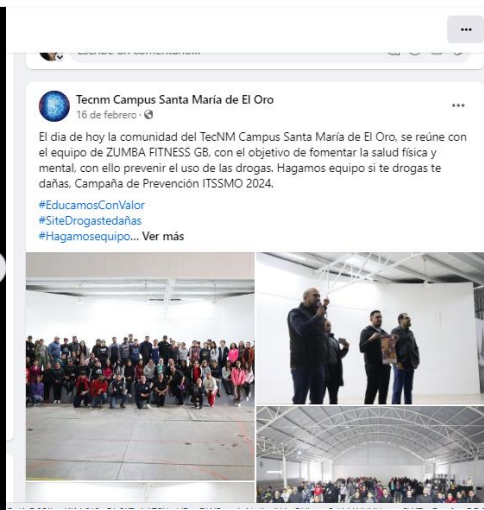 Tecnm Campus Santa María de El Oro
16 de febrero ·
El dia de hoy la comunidad del TecNM Campus Santa María de El Oro, se reúne con
el equipo de ZUMBA FITNESS GB, con el objetivo de fomentar la salud física y
mental, con ello prevenir el uso de las drogas. Hagamos equipo si te drogas te
dañas, Campaña de Prevención ITSSMO 2024.
#EducamosConValor
#SiteDrogastedañas
#Hagamosequipo... Ver más